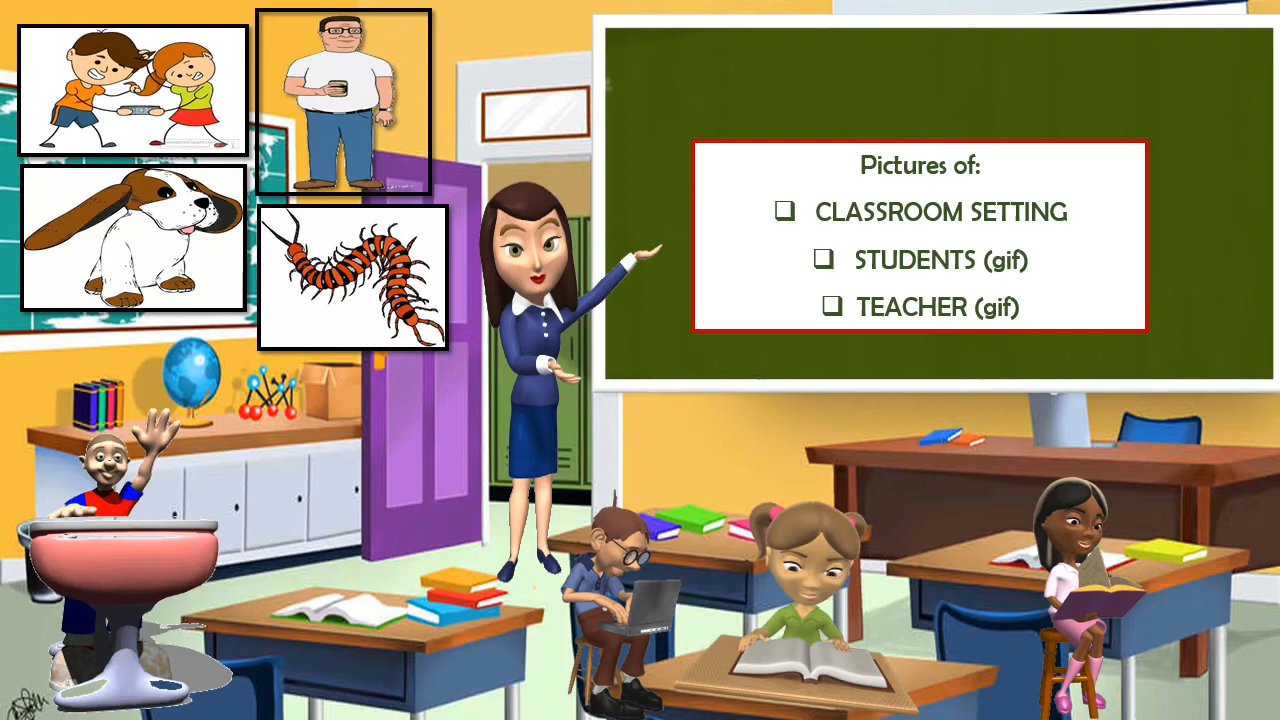 Pictures of:
❑ CLASSROOM SETTING
❑ STUDENTS (gif)
❑ TEACHER (gif)